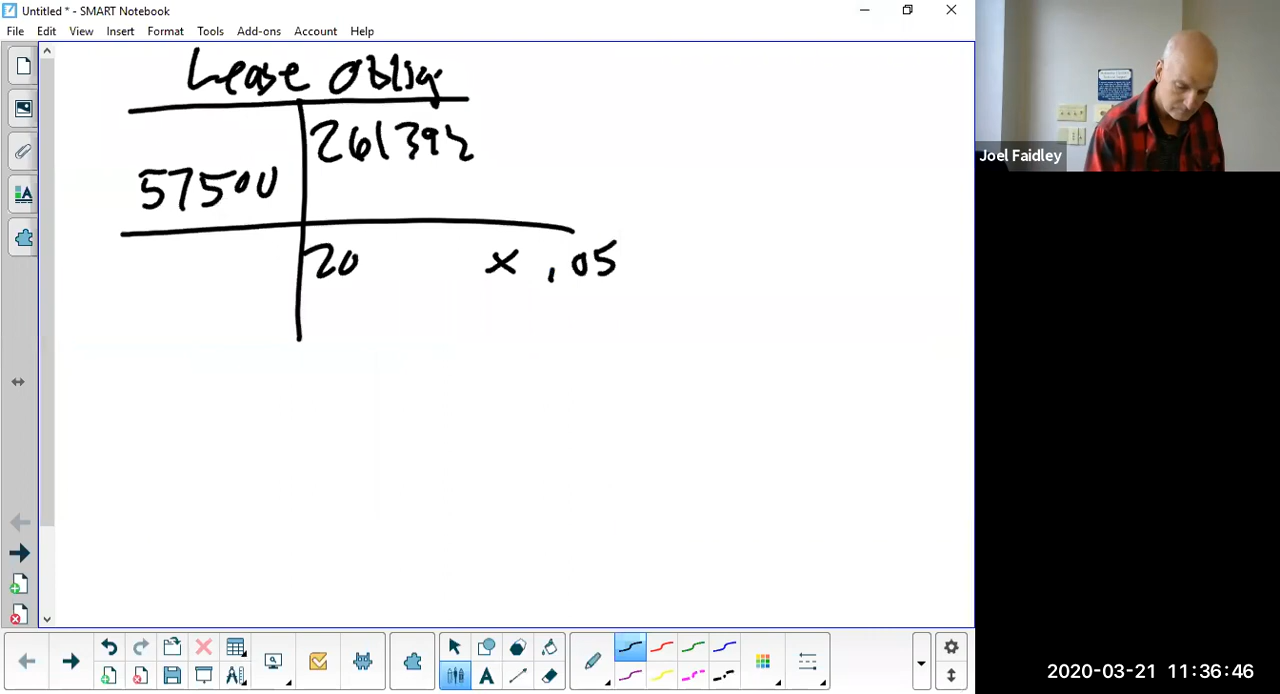 Untitled * - SMART Notebook
File Edit View Insert Format Tools Add-ons Account Help
Lease Oblig
261392
57500
20 x .05
Joel Faidley
2020-03-21 11:36:46